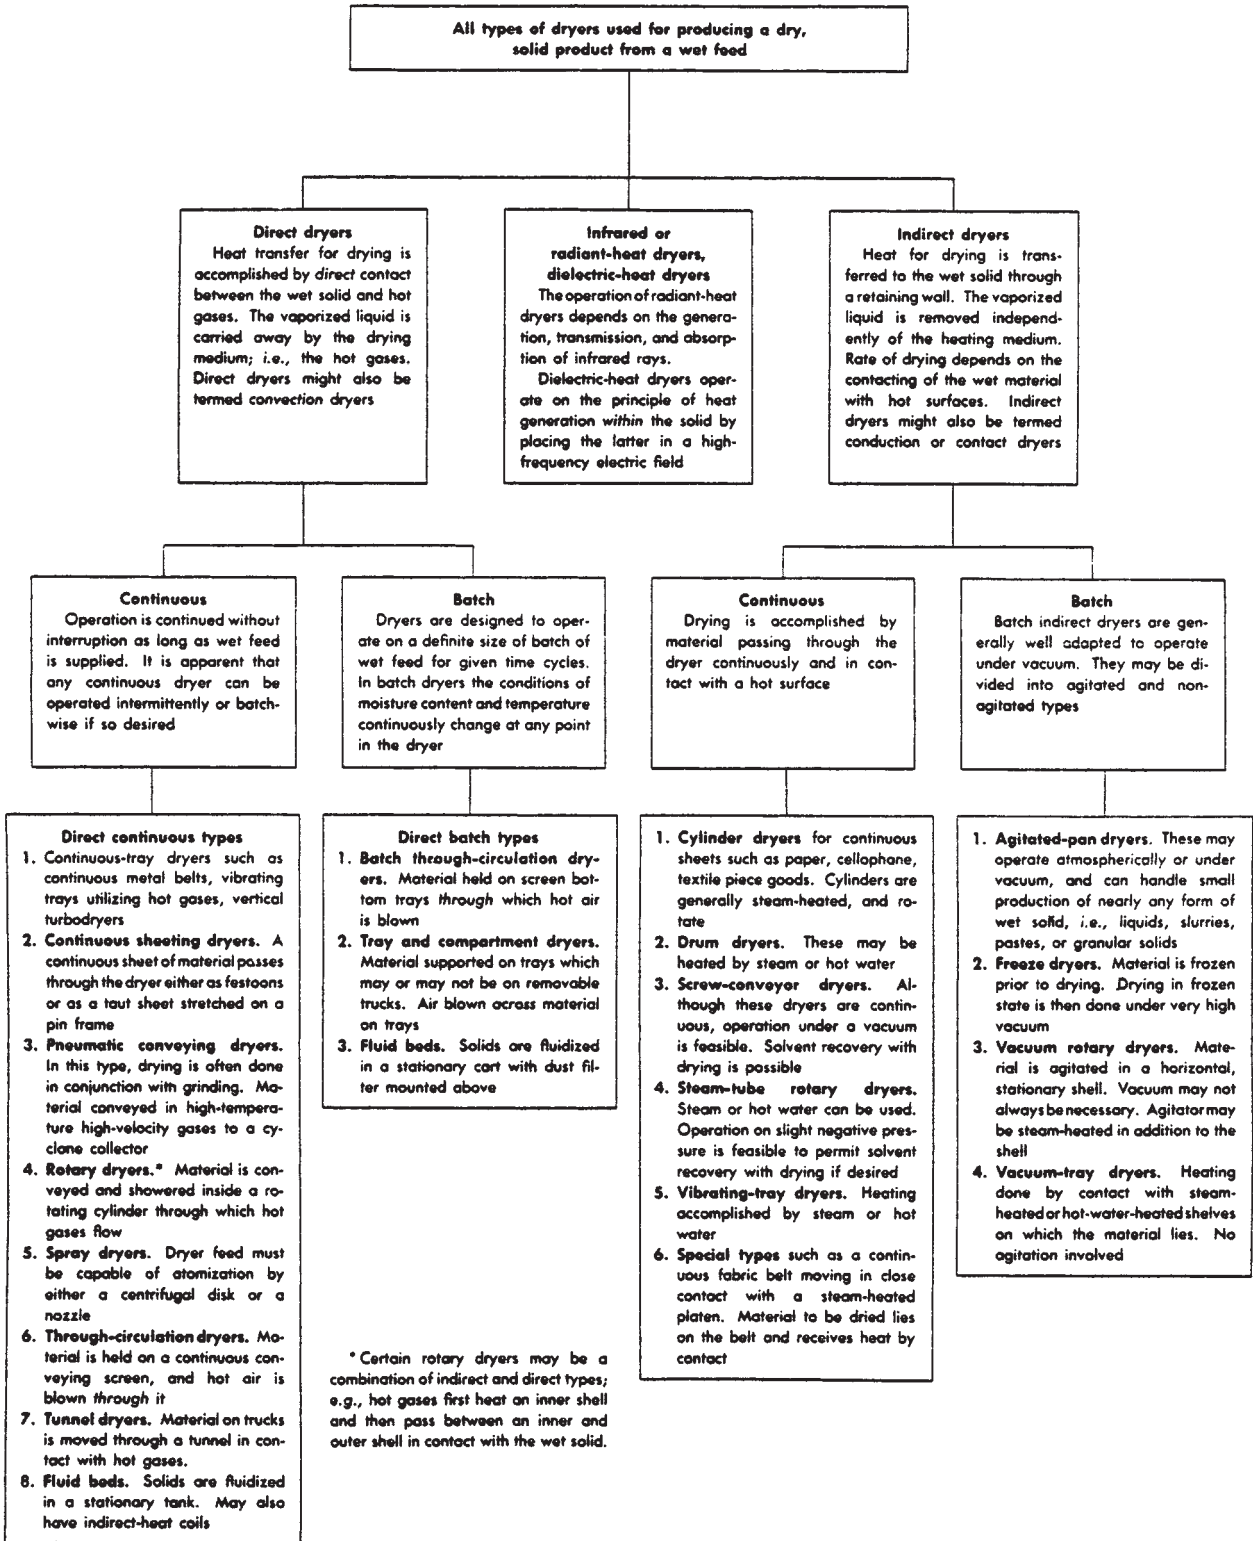 All types of dryers used for producing a dry,
solid product from a wet feed
Direct dryers
Heat transfer for drying is
accomplished by direct contact
between the wet solid and hot
gases. The vaporized liquid is
carried away by the drying
medium; i.e., the hot gases.
Direct dryers might also be
termed convection dryers
Infrared or
radiant-heat dryers,
dielectric-heat dryers
The operation of radiant-heat
dryers depends on the genera-
tion, transmission, and absorp-
tion of infrared rays.
Dielectric-heat dryers oper-
ate on the principle of heat
generation within the solid by
placing the latter in a high-
frequency electric field
Indirect dryers
Heat for drying is trans-
ferred to the wet solid through
a retaining wall. The vaporized
liquid is removed independ-
ently of the heating medium.
Rate of drying depends on the
contacting of the wet material
with hot surfaces. Indirect
dryers might also be termed
conduction or contact dryers
Continuous
Operation is continued without
interruption as long as wet feed
is supplied. It is apparent that
any continuous dryer can be
operated intermittently or batch-
wise if so desired
Batch
Dryers are designed to oper-
ate on a definite size of batch of
wet feed for given time cycles.
In batch dryers the conditions of
moisture content and temperature
continuously change at any point
in the dryer
Continuous
Drying is accomplished by
material passing through the
dryer continuously and in con-
tact with a hot surface
Batch
Batch indirect dryers are gen-
erally well adapted to operate
under vacuum. They may be di-
vided into agitated and non-
agitated types
Direct continuous types
1. Continuous-tray dryers such as
continuous metal belts, vibrating
trays utilizing hot gases, vertical
turbodryers
2. Continuous sheeting dryers. A
continuous sheet of material passes
through the dryer either as festoons
or as a taut sheet stretched on a
pin frame
3. Pneumatic conveying dryers.
In this type, drying is often done
in conjunction with grinding. Ma-
terial conveyed in high-tempera-
ture high-velocity gases to a cy-
clone collector
4. Rotary dryers.* Material is con-
veyed and showered inside a ro-
tating cylinder through which hot
gases flow
5. Spray dryers. Dryer feed must
be capable of atomization by
either a centrifugal disk or a
nozzle
6. Through-circulation dryers. Ma-
terial is held on a continuous con-
veying screen, and hot air is
blown through it
7. Tunnel dryers. Material on trucks
is moved through a tunnel in con-
tact with hot gases.
8. Fluid beds. Solids are fluidized
in a stationary tank. May also
have indirect-heat coils
Direct batch types
1. Batch through-circulation dry-
ers. Material held on screen bot-
tom trays through which hot air
is blown
2. Tray and compartment dryers.
Material supported on trays which
may or may not be on removable
trucks. Air blown across material
on trays
3. Fluid beds. Solids are fluidized
in a stationary cart with dust fil-
ter mounted above
* Certain rotary dryers may be a
combination of indirect and direct types;
e.g., hot gases first heat an inner shell
and then pass between an inner and
outer shell in contact with the wet solid.
1. Cylinder dryers for continuous
sheets such as paper, cellophane,
textile piece goods. Cylinders are
generally steam-heated, and ro-
tate
2. Drum dryers. These may be
heated by steam or hot water
3. Screw-conveyor dryers. Al-
though these dryers are contin-
uous, operation under a vacuum
is feasible. Solvent recovery with
drying is possible
4. Steam-tube rotary dryers.
Steam or hot water can be used.
Operation on slight negative pres-
sure is feasible to permit solvent
recovery with drying if desired
5. Vibrating-tray dryers. Heating
accomplished by steam or hot
water
6. Special types such as a contin-
uous fabric belt moving in close
contact with a steam-heated
platen. Material to be dried lies
on the belt and receives heat by
contact
1. Agitated-pan dryers. These may
operate atmospherically or under
vacuum, and can handle small
production of nearly any form of
wet solid, i.e., liquids, slurries,
pastes, or granular solids
2. Freeze dryers. Material is frozen
prior to drying. Drying in frozen
state is then done under very high
vacuum
3. Vacuum rotary dryers. Mate-
rial is agitated in a horizontal,
stationary shell. Vacuum may not
always be necessary. Agitator may
be steam-heated in addition to the
shell
4. Vacuum-tray dryers. Heating
done by contact with steam-
heated or hot-water-heated shelves
on which the material lies. No
agitation involved